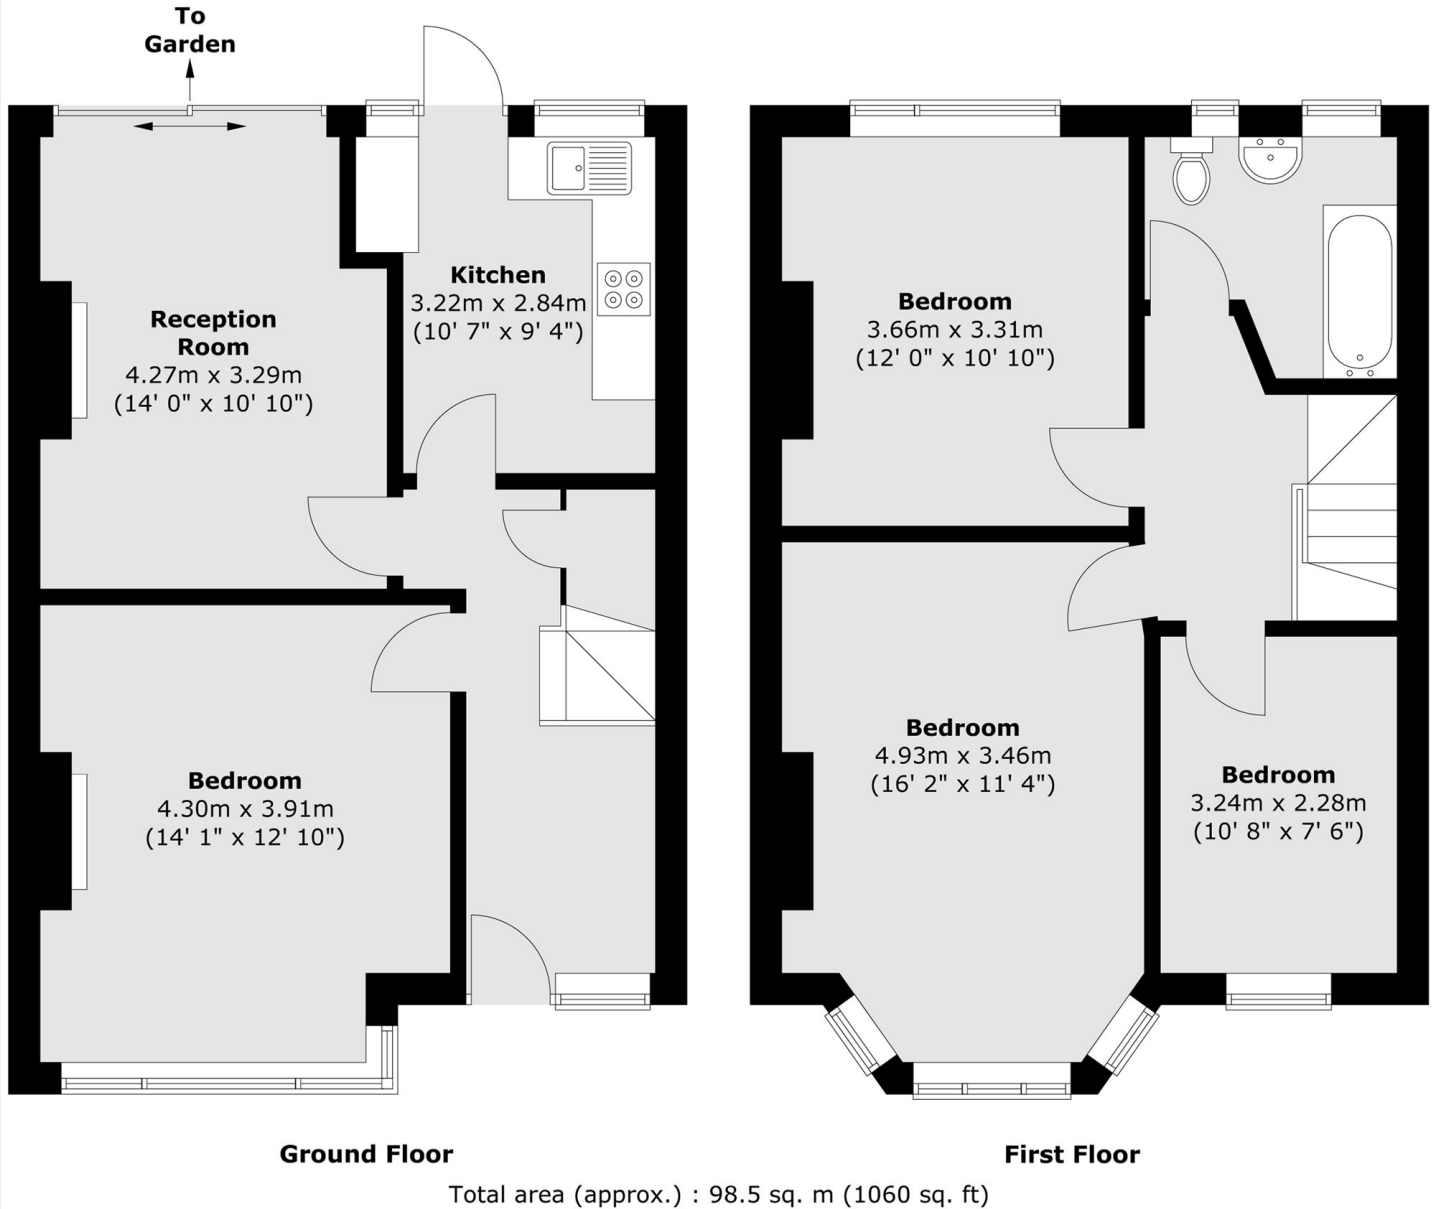 To
Garden
Reception
Room
4.27m x 3.29m
(14' 0" x 10' 10")
Kitchen
3.22m x 2.84m
(10' 7" x 9' 4")
Bedroom
4.30m x 3.91m
(14' 1" x 12' 10")
Bedroom
3.66m x 3.31m
(12' 0" x 10' 10")
Bedroom
4.93m x 3.46m
(16' 2" x 11' 4")
Bedroom
3.24m x 2.28m
(10' 8" x 7' 6")
Ground Floor
First Floor
Total area (approx.) : 98.5 sq. m (1060 sq. ft)